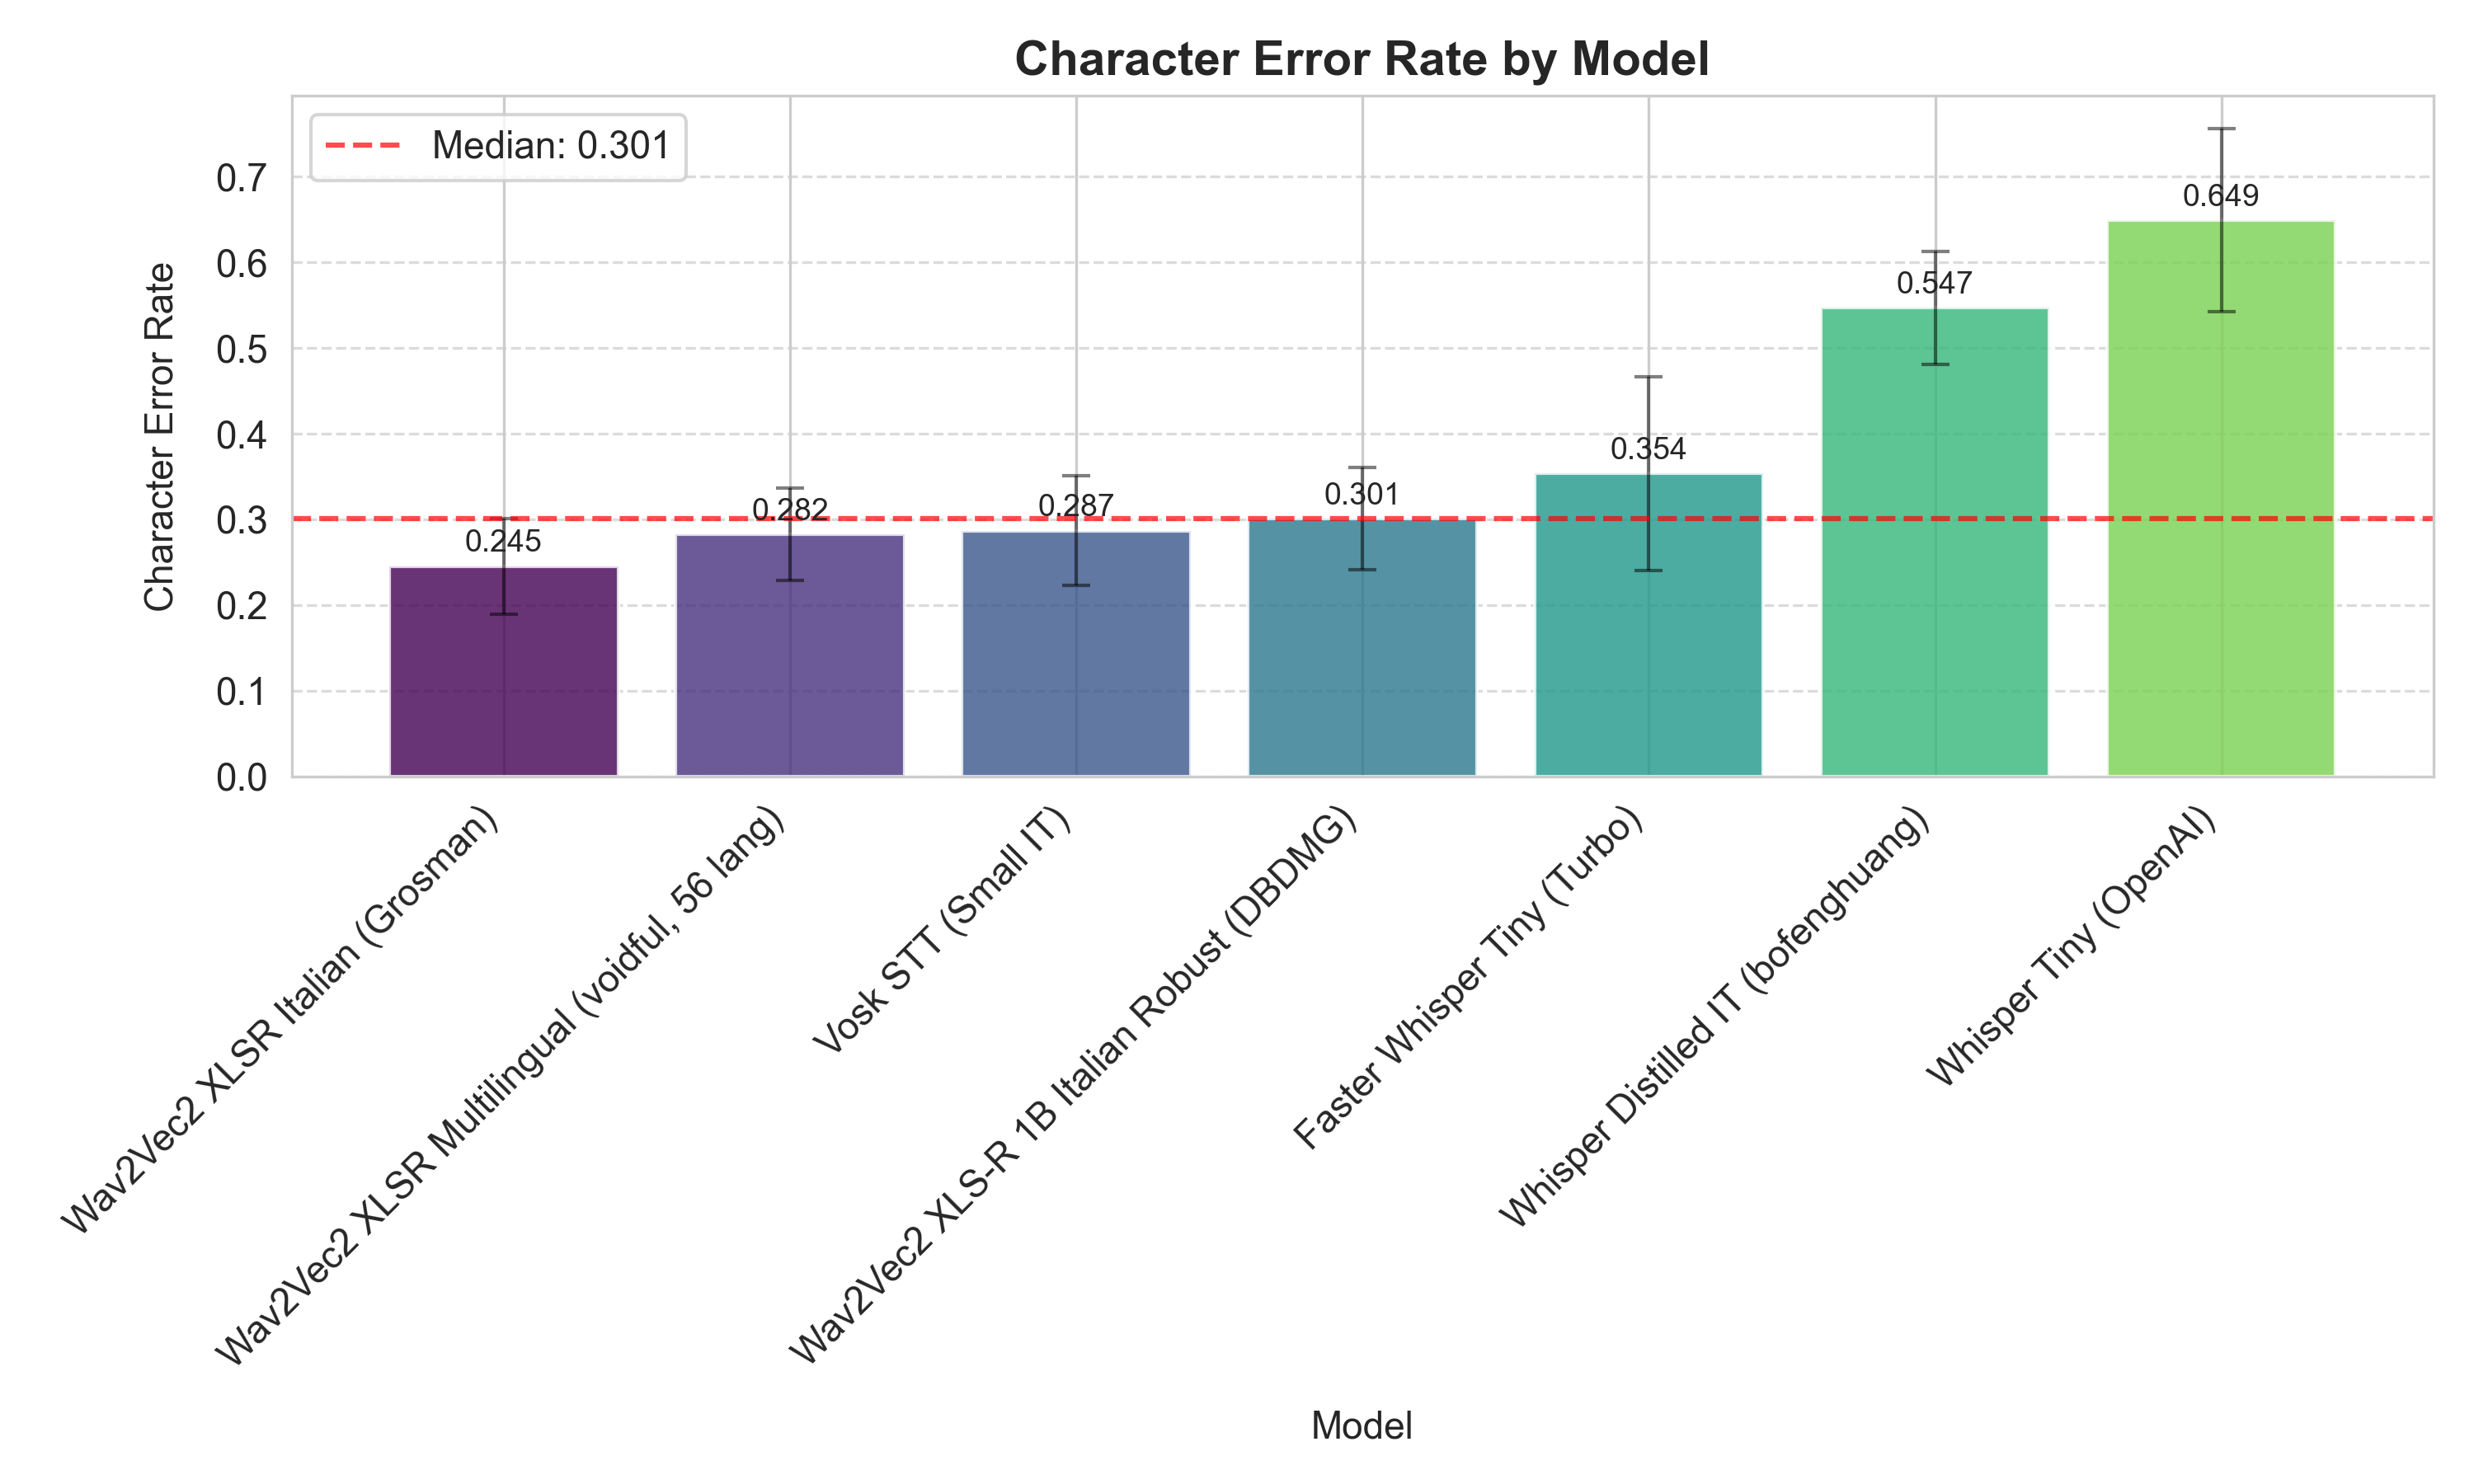 Character Error Rate by Model
Median: 0.301
Character Error Rate
0.7
0.6
0.5
0.4
0.3
0.2
0.1
0.0
0.245
0.282
0.287
0.301
0.354
0.547
0.649
Wav2Vec2 XLSR Italian (Grosman)
Wav2Vec2 XLSR Multilingual (voidful, 56 lang)
Vosk STT (Small IT)
Wav2Vec2 XLS-R 1B Italian Robust (DBDMG)
Faster Whisper Tiny (Turbo)
Whisper Distilled IT (bofenghuang)
Whisper Tiny (OpenAI)
Model